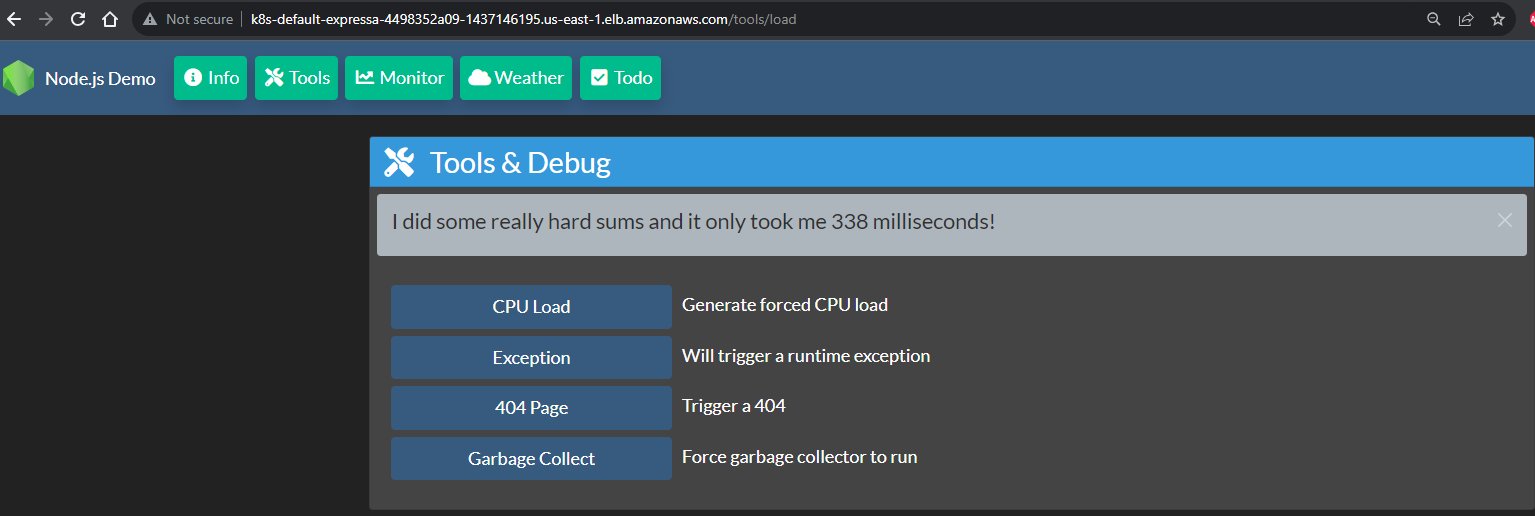 Not secure | k8s-default-expressa-4498352a09-1437146195.us-east-1.elb.amazonaws.com/tools/load
Node.js Demo Info Tools Monitor Weather Todo
Tools & Debug
I did some really hard sums and it only took me 338 milliseconds!
CPU Load Generate forced CPU load
Exception Will trigger a runtime exception
404 Page Trigger a 404
Garbage Collect Force garbage collector to run